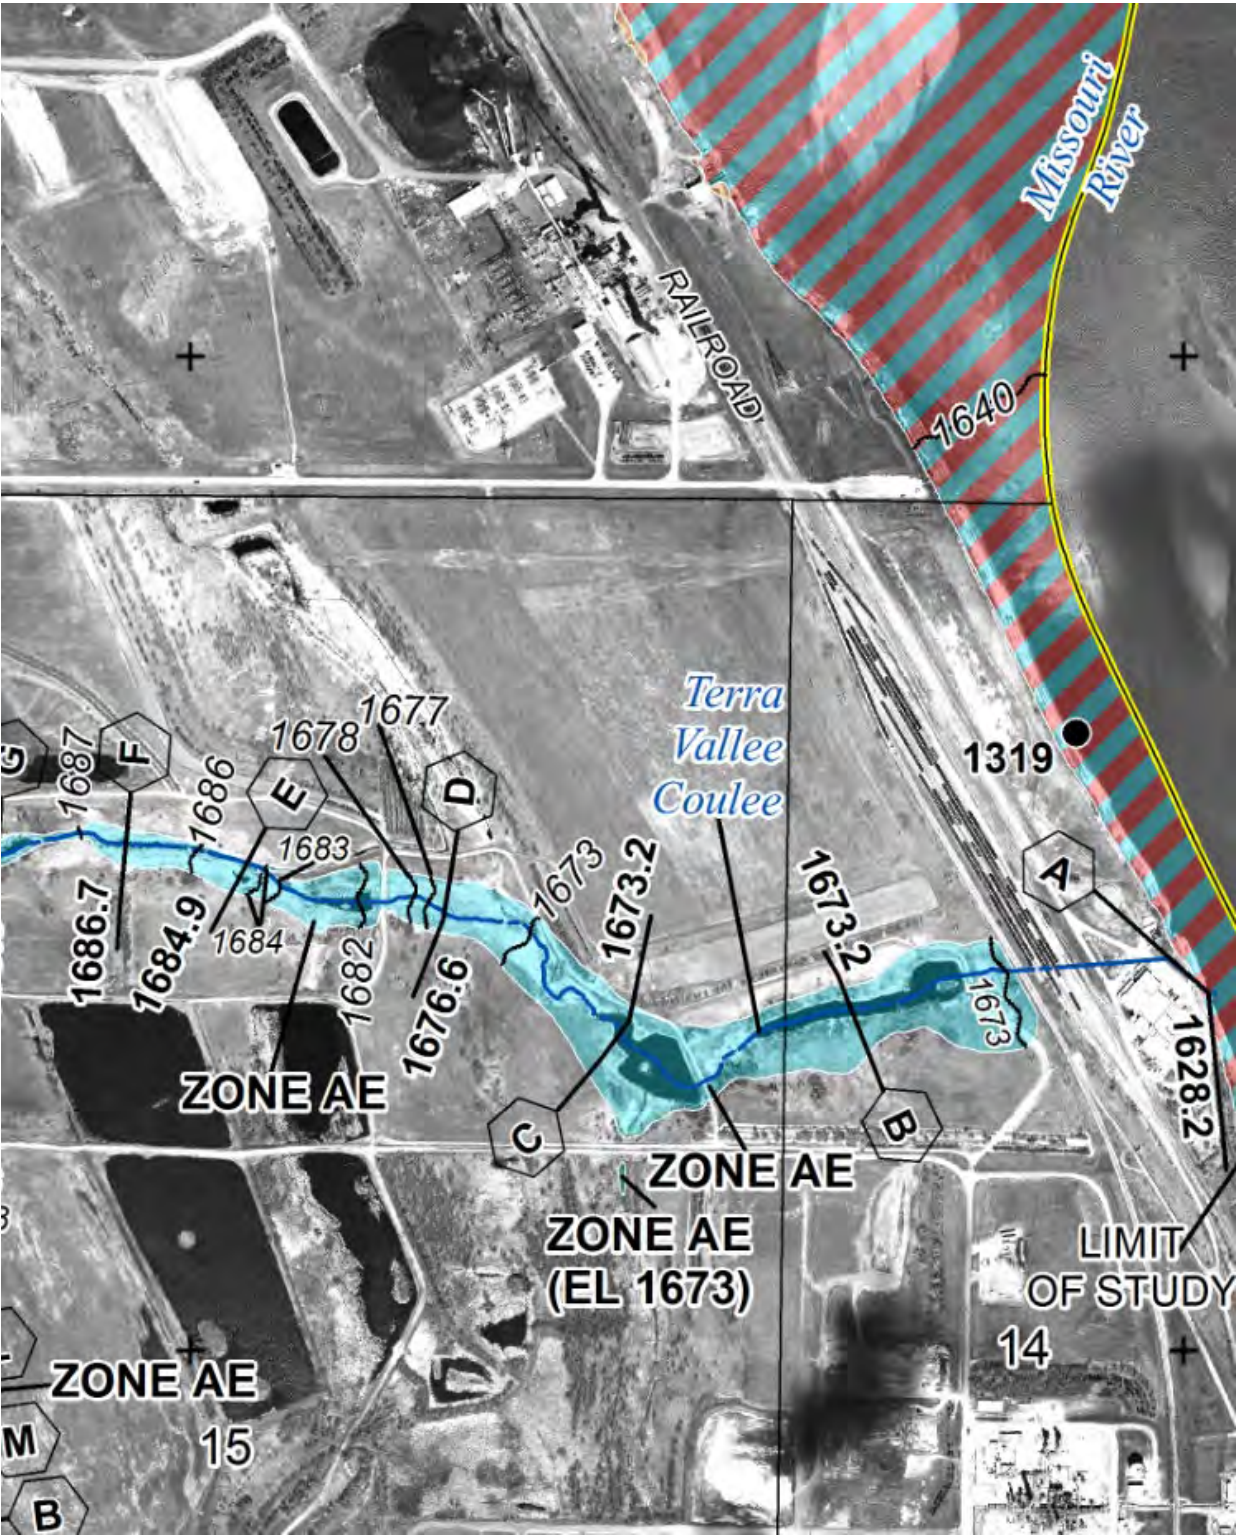 Missouri
River
RAILROAD
1640
Terra
Vallee
Coulee
1677
1678
1687
F
G
1686
E
D
1319
1683
1673
1673.2
1673.2
A
1686.7
1684.9
1684
1682
1676.6
1673
1628.2
ZONE AE
C
B
ZONE AE
ZONE AE
(EL 1673)
LIMIT
OF STUDY
14
ZONE AE
15
M
B